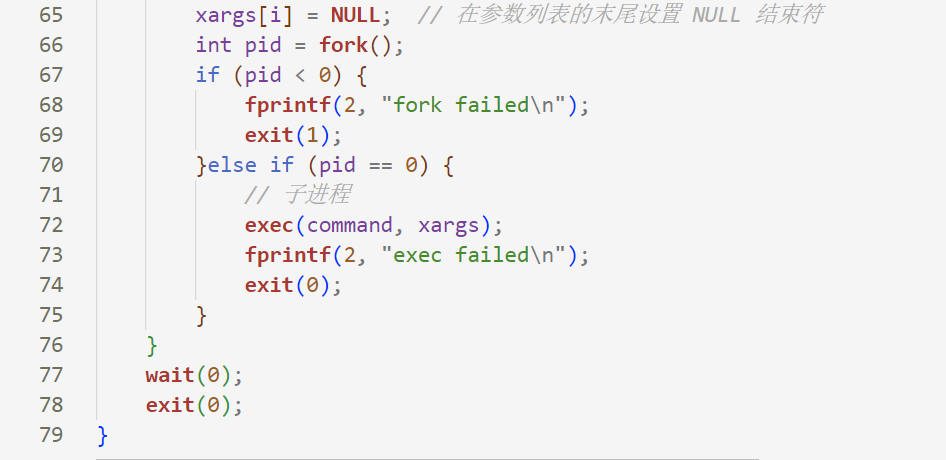 65 xargs[i] = NULL; // 在参数列表的末尾设置 NULL 结束符
66 int pid = fork();
67 if (pid < 0) {
68 fprintf(2, "fork failed\n");
69 exit(1);
70 }else if (pid == 0) {
71 // 子进程
72 exec(command, xargs);
73 fprintf(2, "exec failed\n");
74 exit(0);
75 }
76 }
77 wait(0);
78 exit(0);
79 }